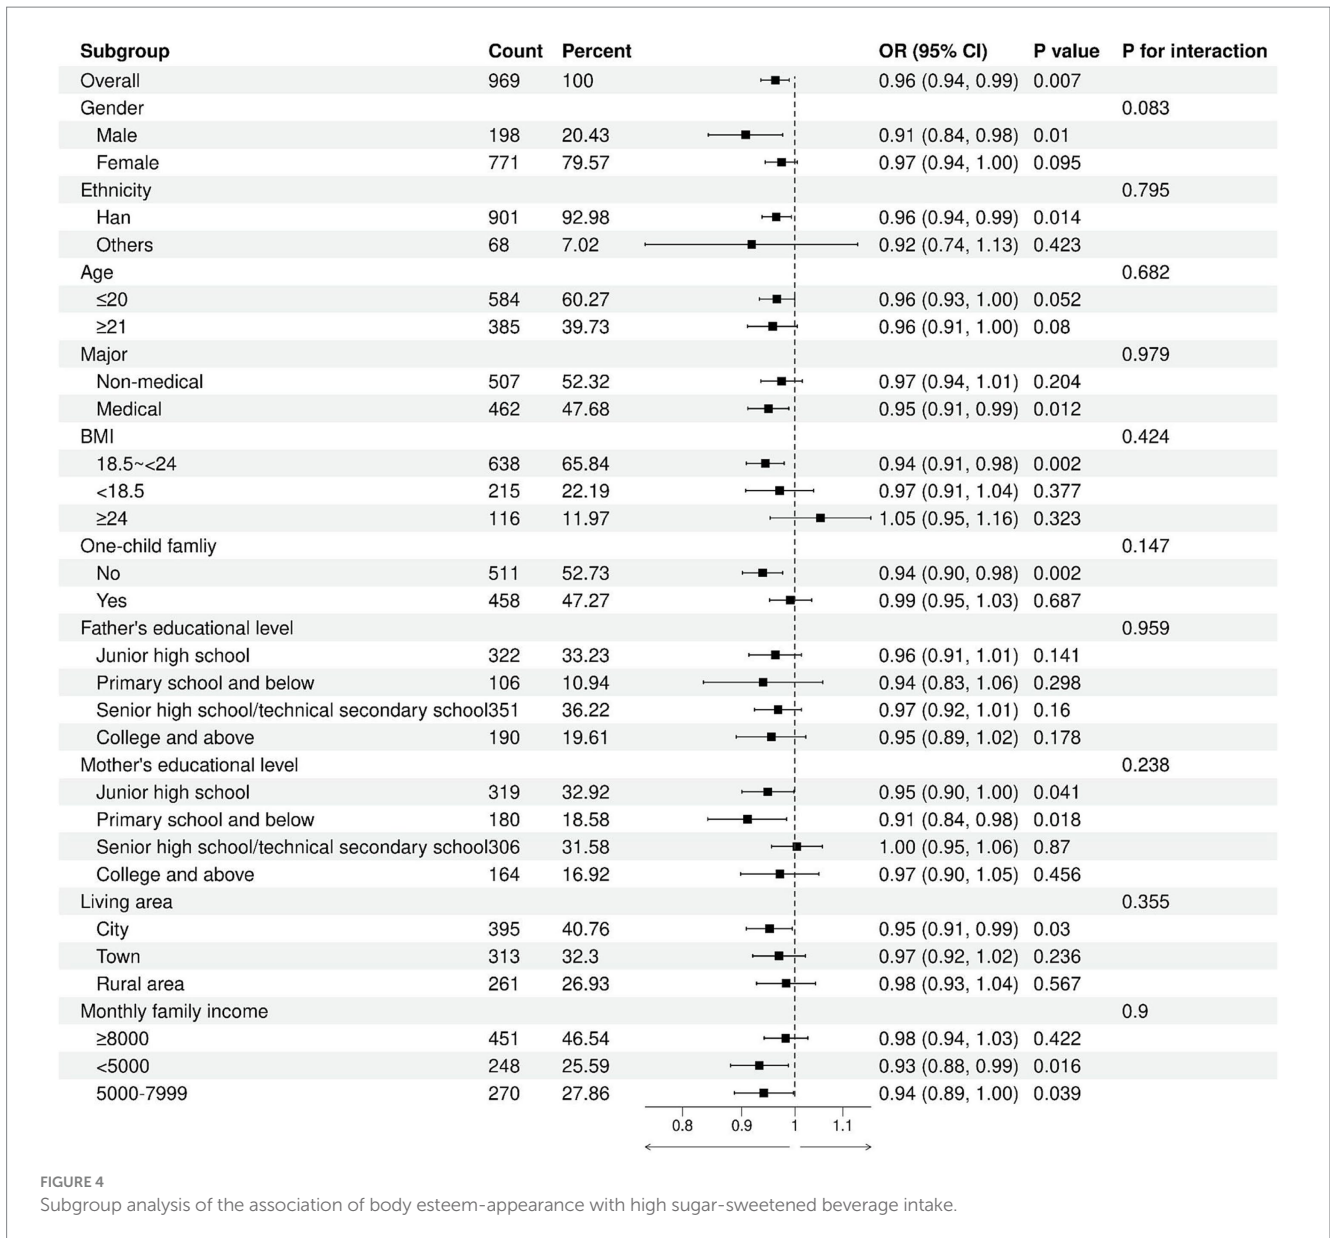 Subgroup Count Percent OR (95% CI) P value P for interaction
Overall 969 100 0.96 (0.94, 0.99) 0.007
Gender 0.083
Male 198 20.43 0.91 (0.84, 0.98) 0.01
Female 771 79.57 0.97 (0.94, 1.00) 0.095
Ethnicity 0.795
Han 901 92.98 0.96 (0.94, 0.99) 0.014
Others 68 7.02 0.92 (0.74, 1.13) 0.423
Age 0.682
≤20 584 60.27 0.96 (0.93, 1.00) 0.052
≥21 385 39.73 0.96 (0.91, 1.00) 0.08
Major 0.979
Non-medical 507 52.32 0.97 (0.94, 1.01) 0.204
Medical 462 47.68 0.95 (0.91, 0.99) 0.012
BMI 0.424
18.5~<24 638 65.84 0.94 (0.91, 0.98) 0.002
<18.5 215 22.19 0.97 (0.91, 1.04) 0.377
≥24 116 11.97 1.05 (0.95, 1.16) 0.323
One-child famliy 0.147
No 511 52.73 0.94 (0.90, 0.98) 0.002
Yes 458 47.27 0.99 (0.95, 1.03) 0.687
Father's educational level 0.959
Junior high school 322 33.23 0.96 (0.91, 1.01) 0.141
Primary school and below 106 10.94 0.94 (0.83, 1.06) 0.298
Senior high school/technical secondary school351 36.22 0.97 (0.92, 1.01) 0.16
College and above 190 19.61 0.95 (0.89, 1.02) 0.178
Mother's educational level 0.238
Junior high school 319 32.92 0.95 (0.90, 1.00) 0.041
Primary school and below 180 18.58 0.91 (0.84, 0.98) 0.018
Senior high school/technical secondary school306 31.58 1.00 (0.95, 1.06) 0.87
College and above 164 16.92 0.97 (0.90, 1.05) 0.456
Living area 0.355
City 395 40.76 0.95 (0.91, 0.99) 0.03
Town 313 32.3 0.97 (0.92, 1.02) 0.236
Rural area 261 26.93 0.98 (0.93, 1.04) 0.567
Monthly family income 0.9
≥8000 451 46.54 0.98 (0.94, 1.03) 0.422
<5000 248 25.59 0.93 (0.88, 0.99) 0.016
5000-7999 270 27.86 0.94 (0.89, 1.00) 0.039
0.8 0.9 1 1.1
FIGURE 4
Subgroup analysis of the association of body esteem-appearance with high sugar-sweetened beverage intake.